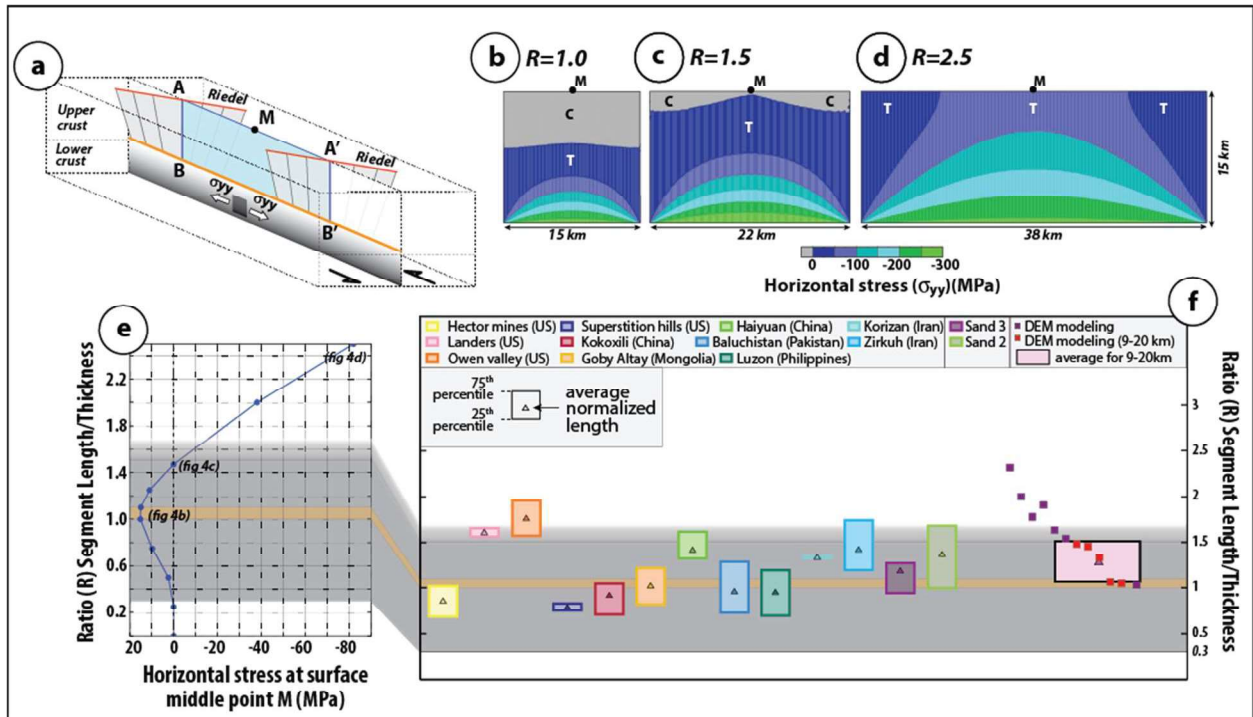 a
A
Riedel
Upper
crust
M
Lower
crust
A'
Riedel
B
σyy
σyy
B'
b R=1.0
M
C
T
15 km
c R=1.5
M
C
C
T
22 km
d R=2.5
M
T
T
38 km
15 km
0 -100 -200 -300
Horizontal stress (σyy)(MPa)
e
Ratio (R) Segment Length/Thickness
2.2
1.8
1.4
1.0
0.6
0.2
(fig 4d)
(fig 4c)
(fig 4b)
20 0 -20 -40 -60 -80
Horizontal stress at surface
middle point M (MPa)
f
Hector mines (US)
Landers (US)
Owen valley (US)
Superstition hills (US)
Kokoxili (China)
Goby Altay (Mongolia)
Haiyuan (China)
Baluchistan (Pakistan)
Luzon (Philippines)
Korizan (Iran)
Zirkuh (Iran)
Sand 3
Sand 2
DEM modeling
DEM modeling (9-20 km)
average for 9-20km
75th
percentile
25th
percentile
average
normalized
length
3
2.5
2
1.5
1
0.5
0.3
Ratio (R) Segment Length/Thickness